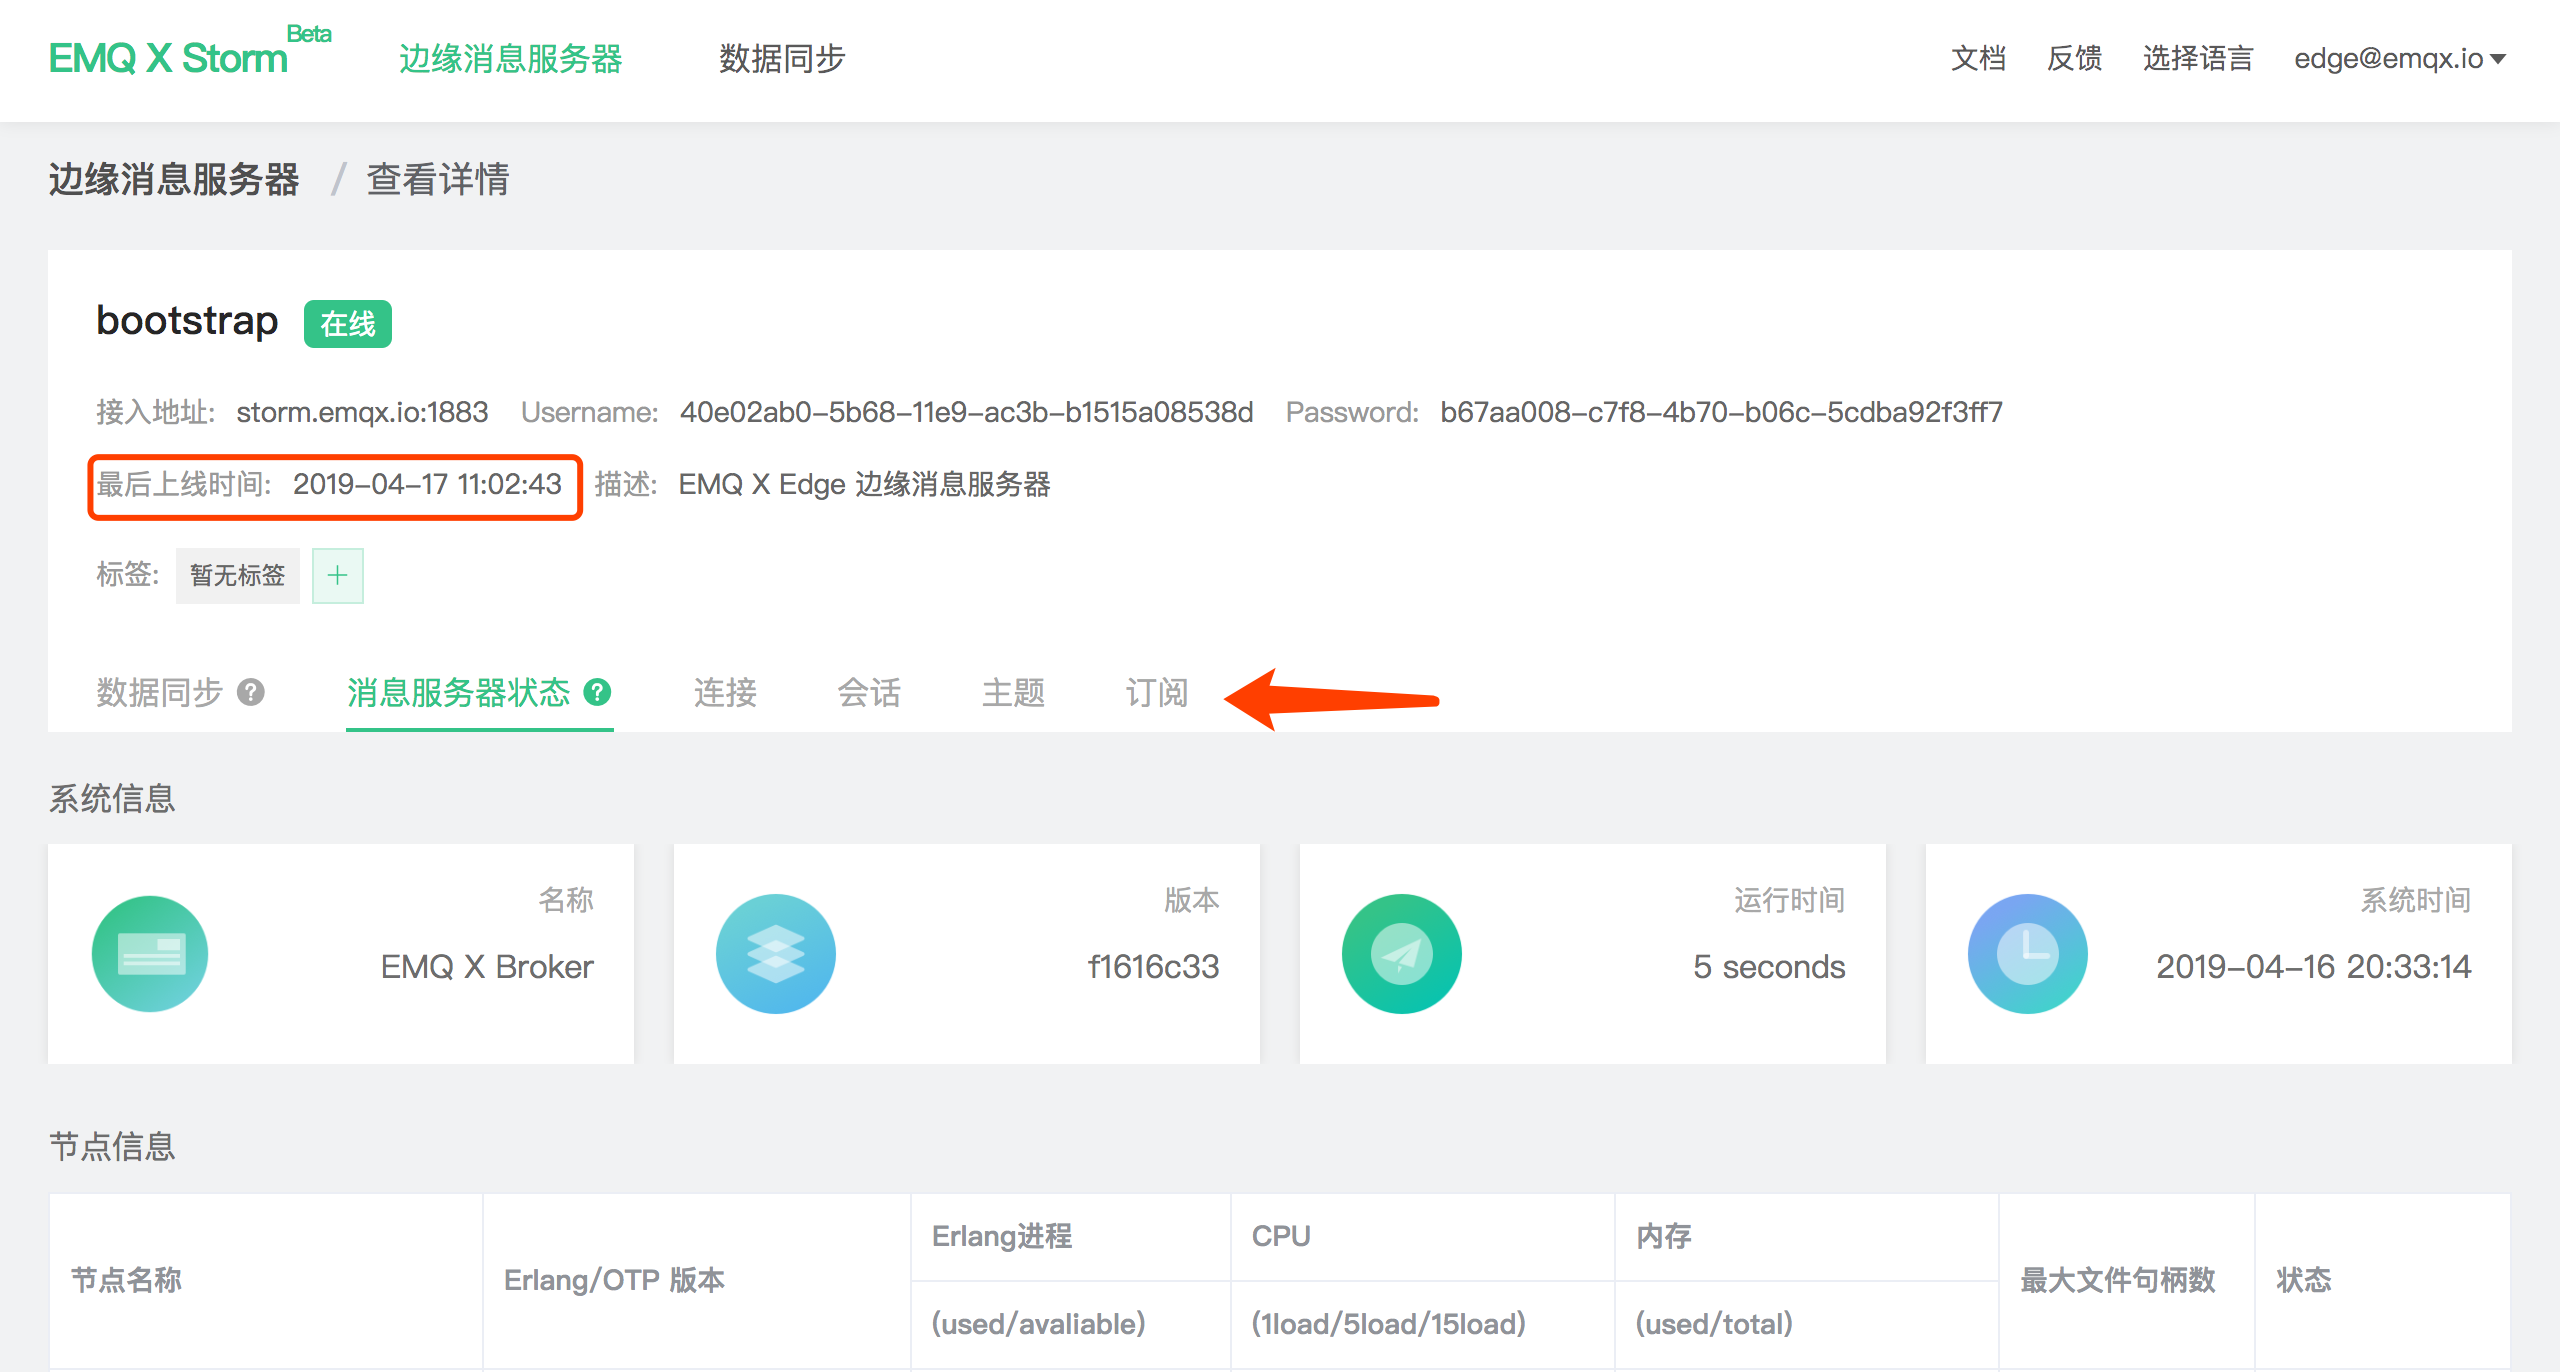 EMQ X Storm Beta 边缘消息服务器 数据同步 文档 反馈 选择语言 edge@emqx.io
边缘消息服务器 / 查看详情
bootstrap 在线
接入地址: storm.emqx.io:1883 Username: 40e02ab0-5b68-11e9-ac3b-b1515a08538d Password: b67aa008-c7f8-4b70-b06c-5cdba92f3ff7
最后上线时间: 2019-04-17 11:02:43 描述: EMQ X Edge 边缘消息服务器
标签: 暂无标签 +
数据同步 ? 消息服务器状态 ? 连接 会话 主题 订阅
系统信息
名称 版本 运行时间 系统时间
EMQ X Broker f1616c33 5 seconds 2019-04-16 20:33:14
节点信息
节点名称 Erlang/OTP 版本 Erlang进程 CPU 内存 最大文件句柄数 状态
(used/avaliable) (1load/5load/15load) (used/total)